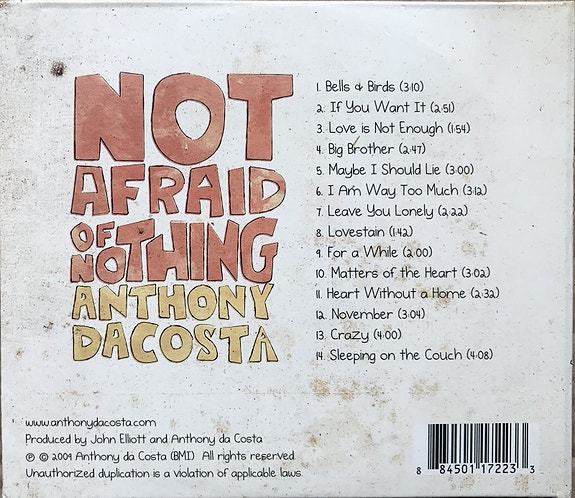 NOT
AFRAID
OF
NOTHING
ANTHONY
DACOSTA
1. Bells & Birds (3:10)
2. If You Want It (2:51)
3. Love is Not Enough (1:54)
4. Big Brother (2:47)
5. Maybe I Should Lie (3:00)
6. I Am Way Too Much (3:12)
7. Leave You Lonely (2:22)
8. Lovestain (1:42)
9. For a While (2:00)
10. Matters of the Heart (3:02)
11. Heart Without a Home (2:32)
12. November (3:04)
13. Crazy (4:00)
14. Sleeping on the Couch (4:08)
www.anthonydacosta.com
Produced by John Elliott and Anthony da Costa
℗ © 2009 Anthony da Costa (BMI). All rights reserved.
Unauthorized duplication is a violation of applicable laws.
8 84501 17223 3